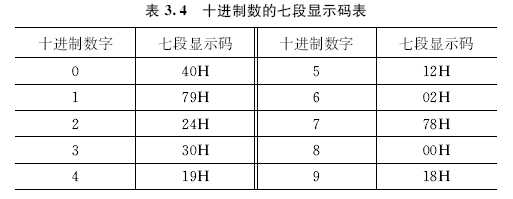 表 3.4 十进制数的七段显示码表
十进制数字 七段显示码 十进制数字 七段显示码
0 40H 5 12H
1 79H 6 02H
2 24H 7 78H
3 30H 8 00H
4 19H 9 18H